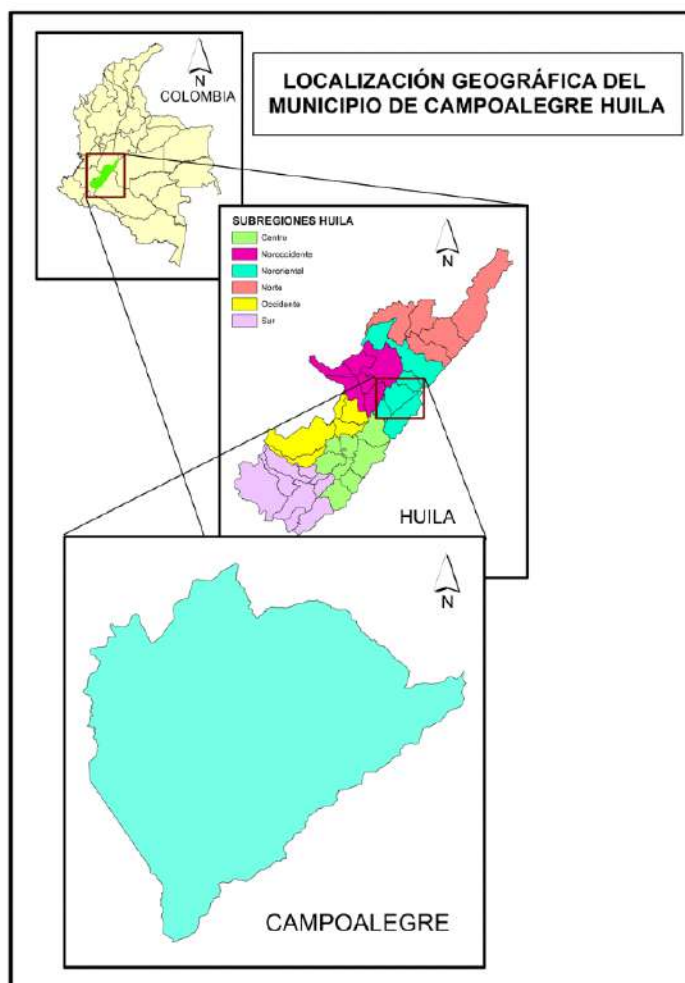 N
COLOMBIA
LOCALIZACIÓN GEOGRÁFICA DEL
MUNICIPIO DE CAMPOALEGRE HUILA
SUBREGIONES HUILA
Centro
Noroccidente
Nororiental
Norte
Occidente
Sur
N
HUILA
N
CAMPOALEGRE